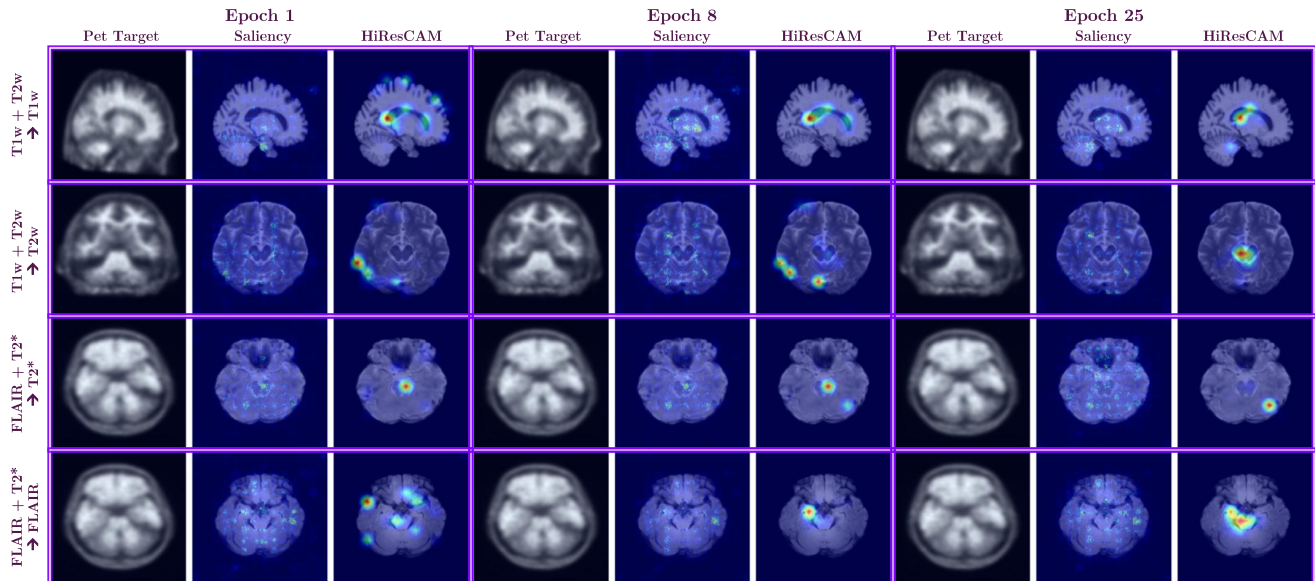 Epoch 1
Epoch 8
Epoch 25
Pet Target
Saliency
HiResCAM
Pet Target
Saliency
HiResCAM
Pet Target
Saliency
HiResCAM
T1w + T2w
➔ T1w
T1w + T2w
➔ T2w
FLAIR + T2*
➔ T2*
FLAIR + T2*
➔ FLAIR